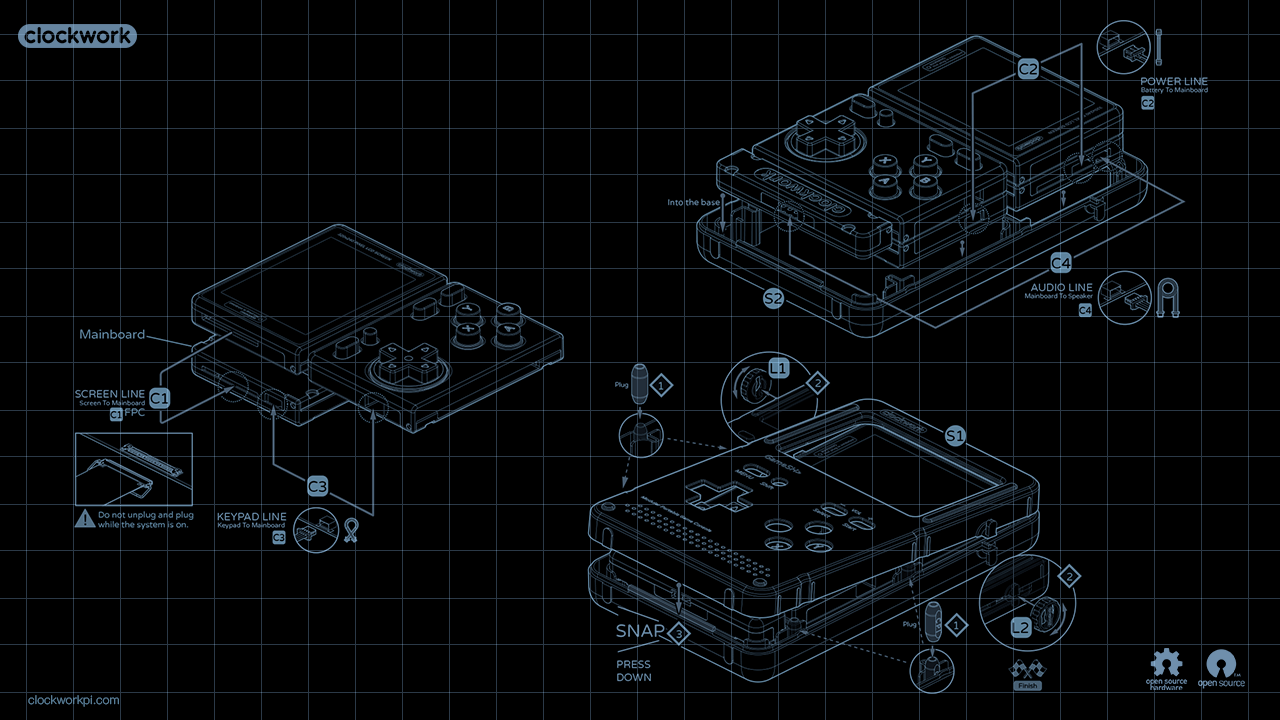 clockwork
C2
POWER LINE
Battery To Mainboard
C2
X
Y
A
B
clockwork
Into the base
S2
C4
AUDIO LINE
Mainboard To Speaker
C4
Mainboard
Y
B
X
A
SCREEN LINE
Screen To Mainboard
C1 FPC
C1
Do not unplug and plug
while the system is on.
C3
KEYPAD LINE
Keypad To Mainboard
C3
Plug
1
L1
2
S1
GameShell
SNAP 3
PRESS
DOWN
Plug
1
L2
2
Finish
open source
hardware
open source
clockworkpi.com